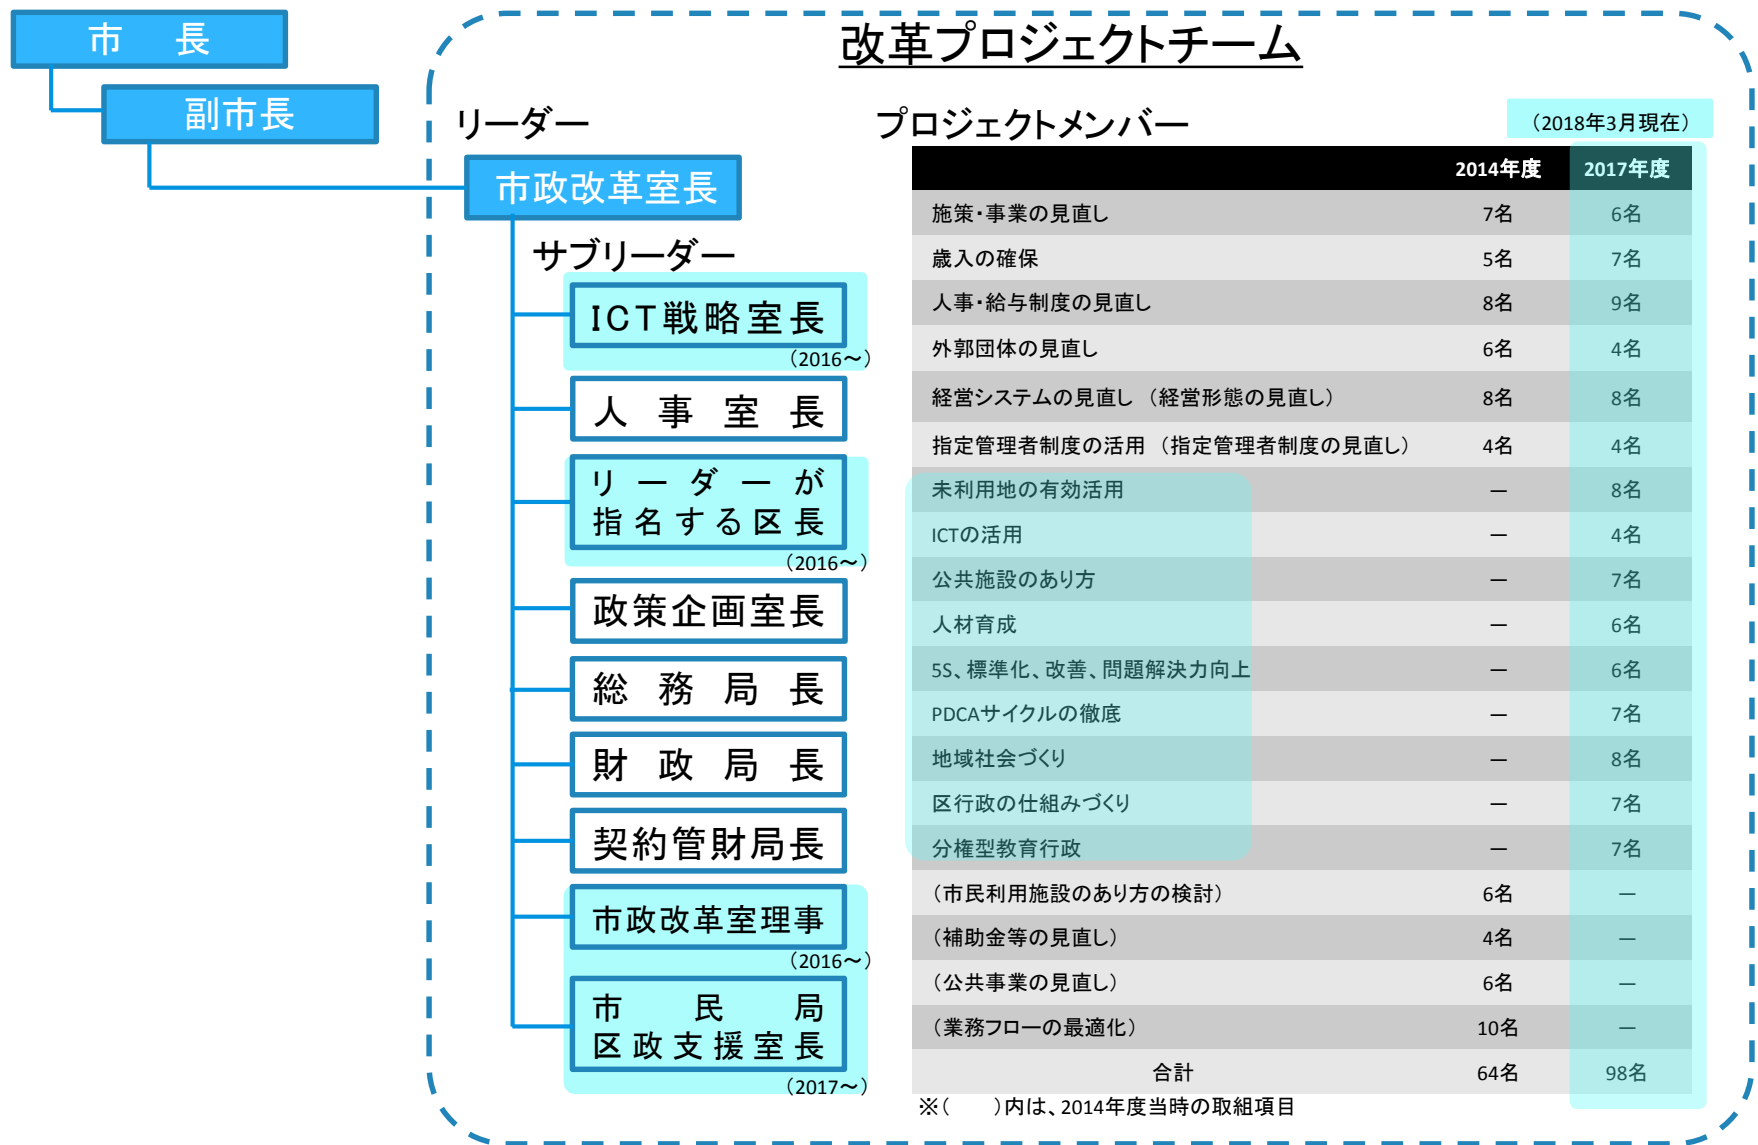 改革プロジェクトチーム
市　長
副市長
リーダー
市政改革室長
サブリーダー
ICT戦略室長
（2016～）
人事室長
リーダーが
指名する区長
（2016～）
政策企画室長
総務局長
財政局長
契約管財局長
市政改革室理事
（2016～）
市民局
区政支援室長
（2017～）
プロジェクトメンバー
（2018年3月現在）
2014年度 2017年度
施策・事業の見直し 7名 6名
歳入の確保 5名 7名
人事・給与制度の見直し 8名 9名
外郭団体の見直し 6名 4名
経営システムの見直し （経営形態の見直し） 8名 8名
指定管理者制度の活用 （指定管理者制度の見直し） 4名 4名
未利用地の有効活用 ― 8名
ICTの活用 ― 4名
公共施設のあり方 ― 7名
人材育成 ― 6名
5S、標準化、改善、問題解決力向上 ― 6名
PDCAサイクルの徹底 ― 7名
地域社会づくり ― 8名
区行政の仕組みづくり ― 7名
分権型教育行政 ― 7名
（市民利用施設のあり方の検討） 6名 ―
（補助金等の見直し） 4名 ―
（公共事業の見直し） 6名 ―
（業務フローの最適化） 10名 ―
合計 64名 98名
※（　　）内は、2014年度当時の取組項目